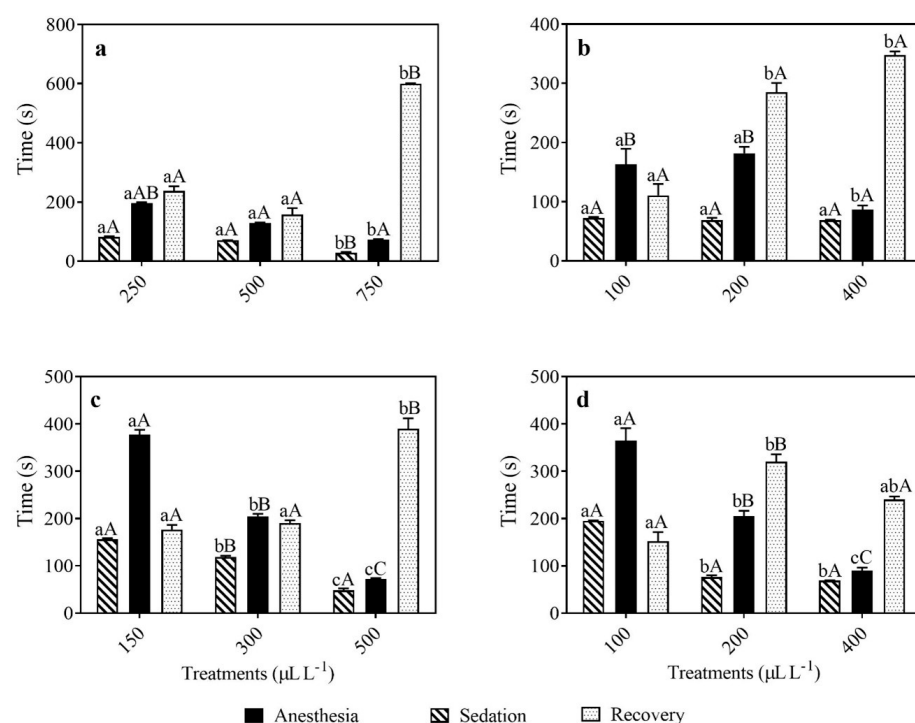 a
Time (s)
800
600
400
200
0
aA
aAB
aA
aA
aA
aA
bB
bA
bB
250
500
750
b
Time (s)
400
300
200
100
0
aA
aB
aA
aA
aB
bA
aA
bA
bA
100
200
400
c
Time (s)
500
400
300
200
100
0
aA
aA
aA
bB
bB
aA
cA
cC
bB
150
300
500
Treatments (μL L⁻¹)
d
Time (s)
500
400
300
200
100
0
aA
aA
aA
bA
bB
bB
bA
cC
abA
100
200
400
Treatments (μL L⁻¹)
Anesthesia Sedation Recovery